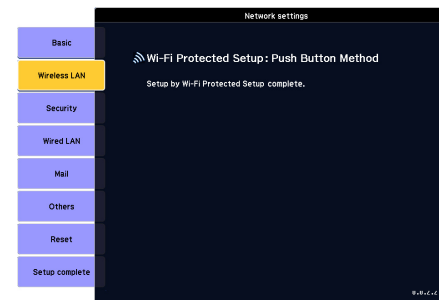 Network settings
Basic
Wireless LAN
Security
Wired LAN
Mail
Others
Reset
Setup complete
Wi-Fi Protected Setup: Push Button Method
Setup by Wi-Fi Protected Setup complete.